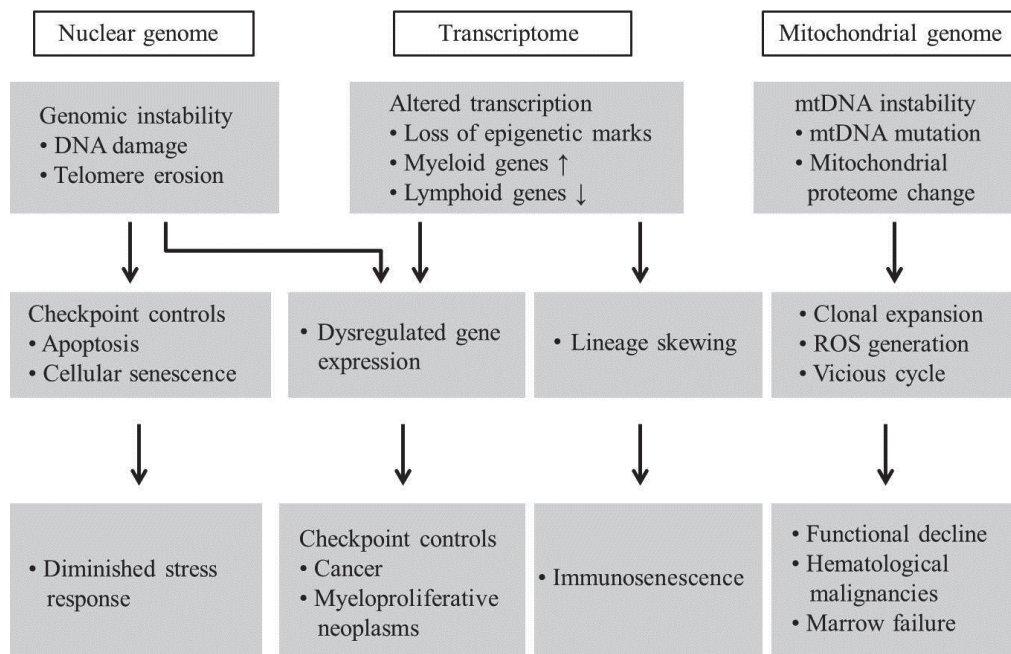 Nuclear genome
Transcriptome
Mitochondrial genome
Genomic instability
• DNA damage
• Telomere erosion
Altered transcription
• Loss of epigenetic marks
• Myeloid genes ↑
• Lymphoid genes ↓
mtDNA instability
• mtDNA mutation
• Mitochondrial
proteome change
Checkpoint controls
• Apoptosis
• Cellular senescence
• Dysregulated gene
expression
• Lineage skewing
• Clonal expansion
• ROS generation
• Vicious cycle
• Diminished stress
response
Checkpoint controls
• Cancer
• Myeloproliferative
neoplasms
• Immunosenescence
• Functional decline
• Hematological
malignancies
• Marrow failure